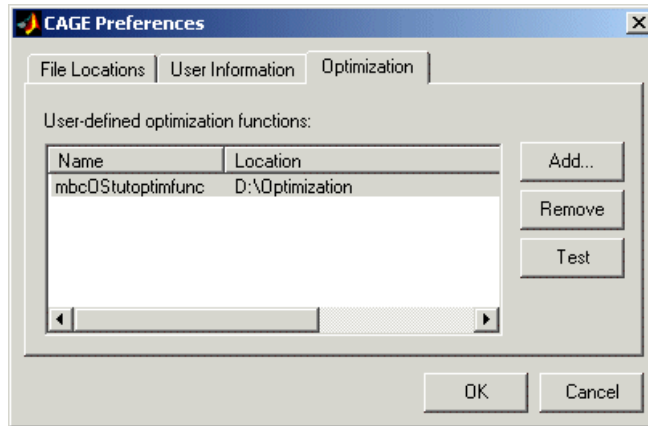 CAGE Preferences
File Locations User Information Optimization
User-defined optimization functions:
Name Location
mbcOStutoptimfunc D:\Optimization
Add...
Remove
Test
OK Cancel